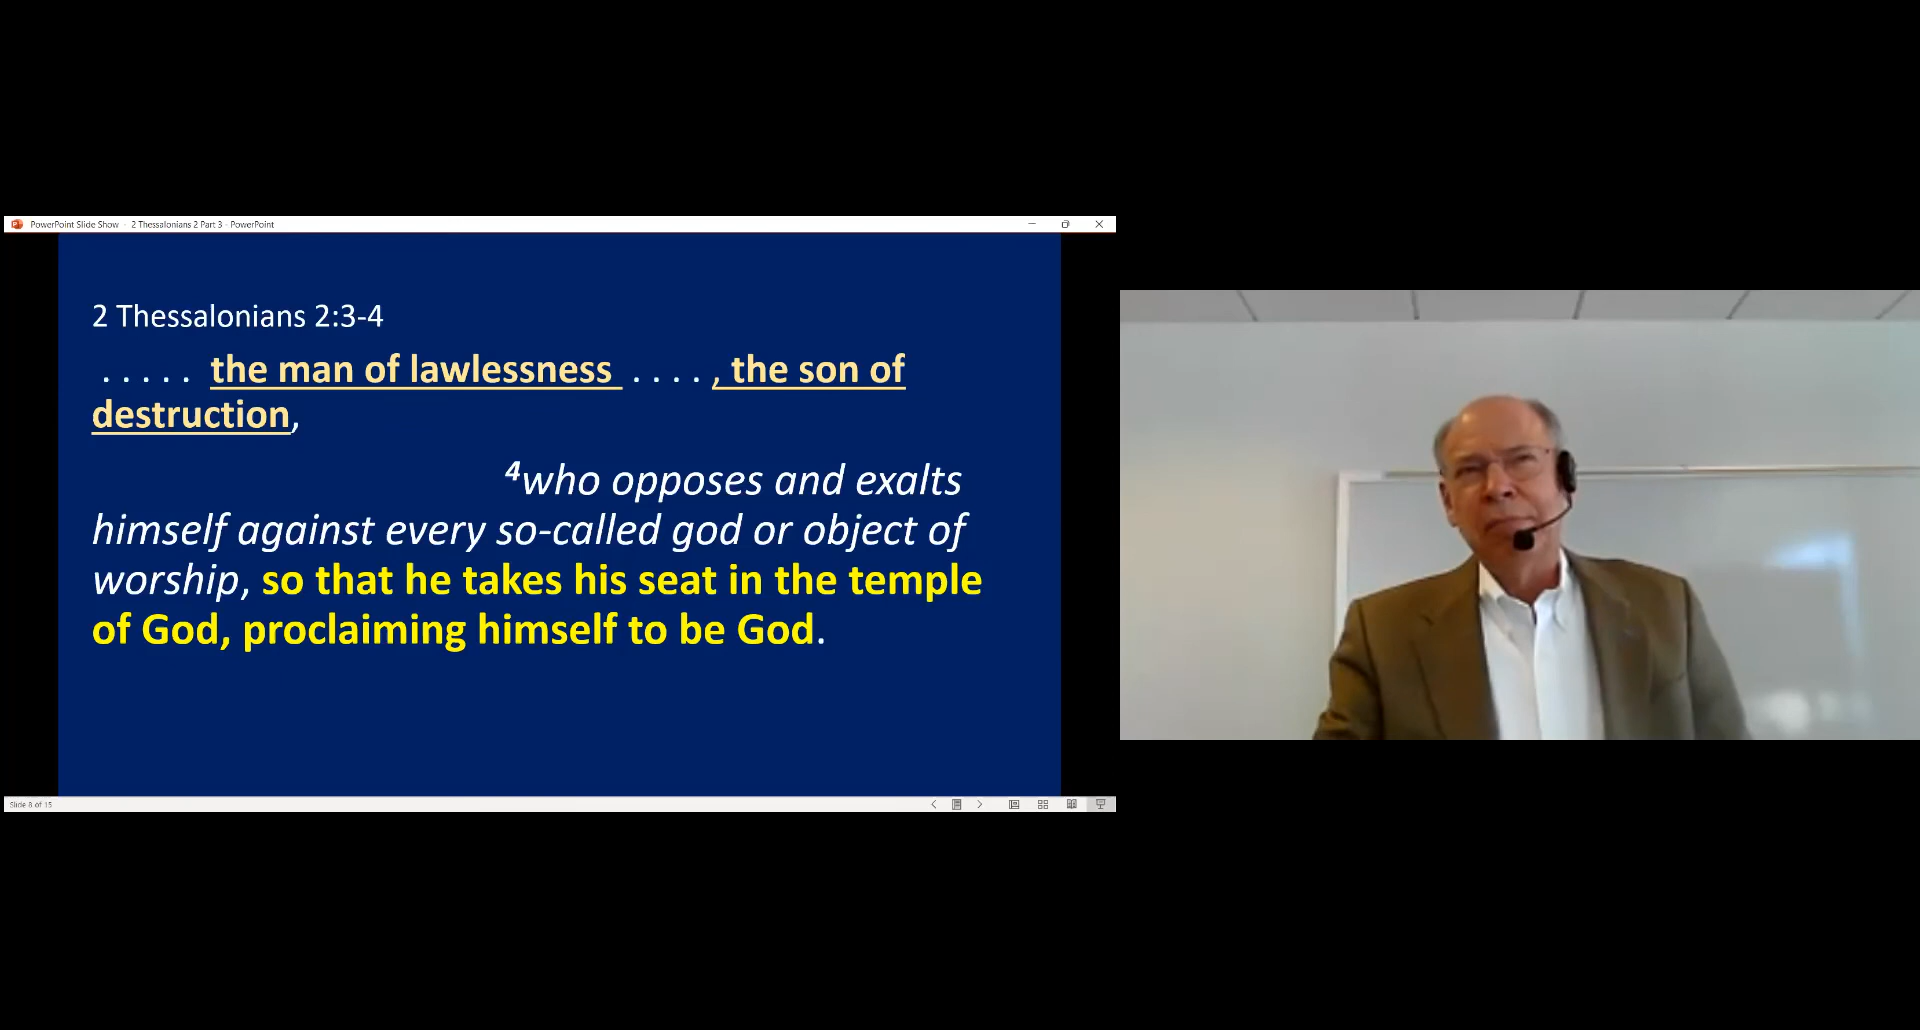 PowerPoint Slide Show - 2 Thessalonians 2 Part 3 - PowerPoint
2 Thessalonians 2:3-4
. . . . . the man of lawlessness . . . . , the son of
destruction,
4who opposes and exalts
himself against every so-called god or object of
worship, so that he takes his seat in the temple
of God, proclaiming himself to be God.
Slide 8 of 15